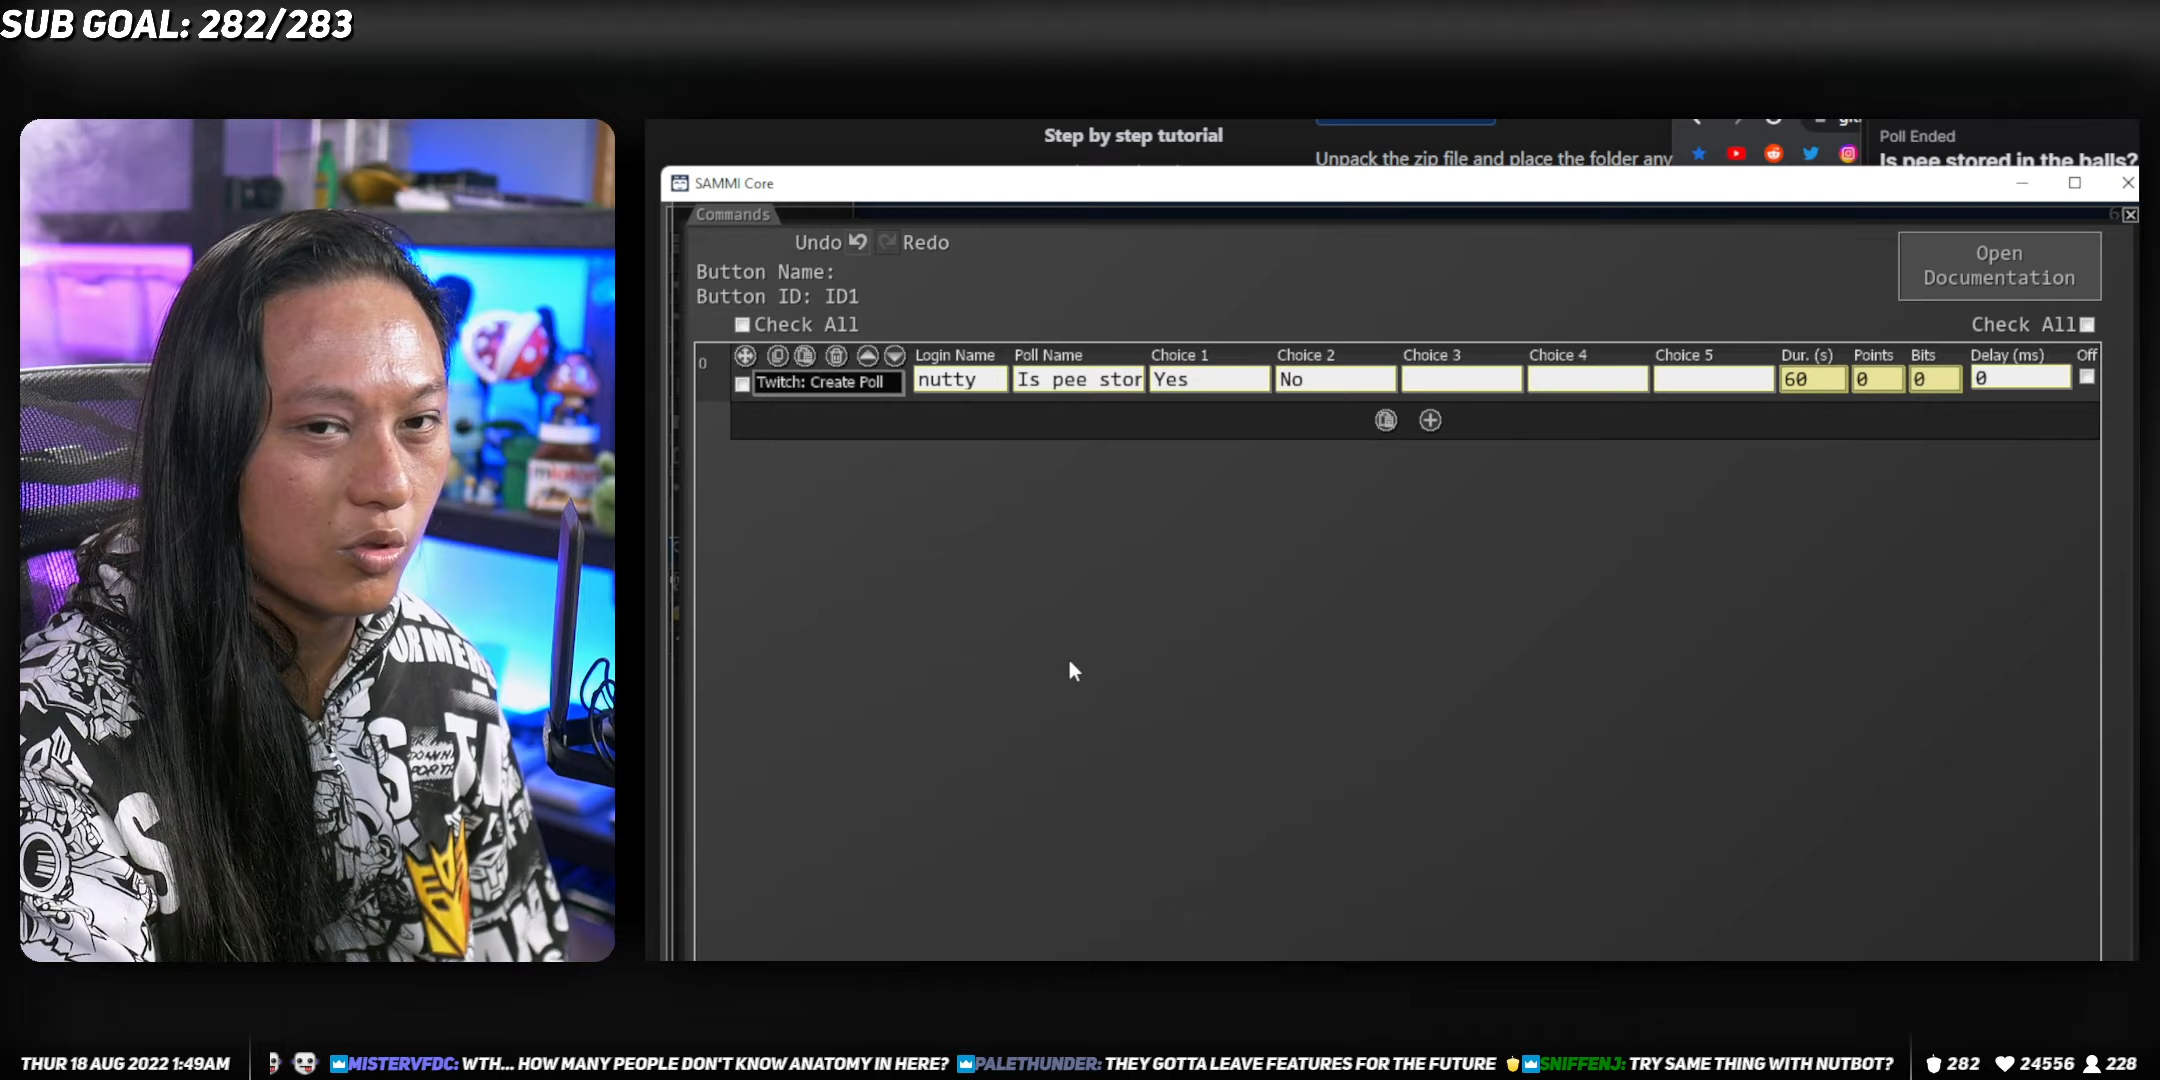 SUB GOAL: 282/283
Step by step tutorial
Unpack the zip file and place the folder any
Poll Ended
Is pee stored in the balls?
SAMMI Core
Commands
Undo Redo
Open
Documentation
Button Name:
Button ID: ID1
Check All
Check All
0
Login Name Poll Name Choice 1 Choice 2 Choice 3 Choice 4 Choice 5 Dur. (s) Points Bits Delay (ms) Off
Twitch: Create Poll nutty Is pee stor Yes No 60 0 0 0
THUR 18 AUG 2022 1:49AM
MISTERVFDC: WTH... HOW MANY PEOPLE DON'T KNOW ANATOMY IN HERE? PALETHUNDER: THEY GOTTA LEAVE FEATURES FOR THE FUTURE SNIFFENJ: TRY SAME THING WITH NUTBOT?
282 24556 228